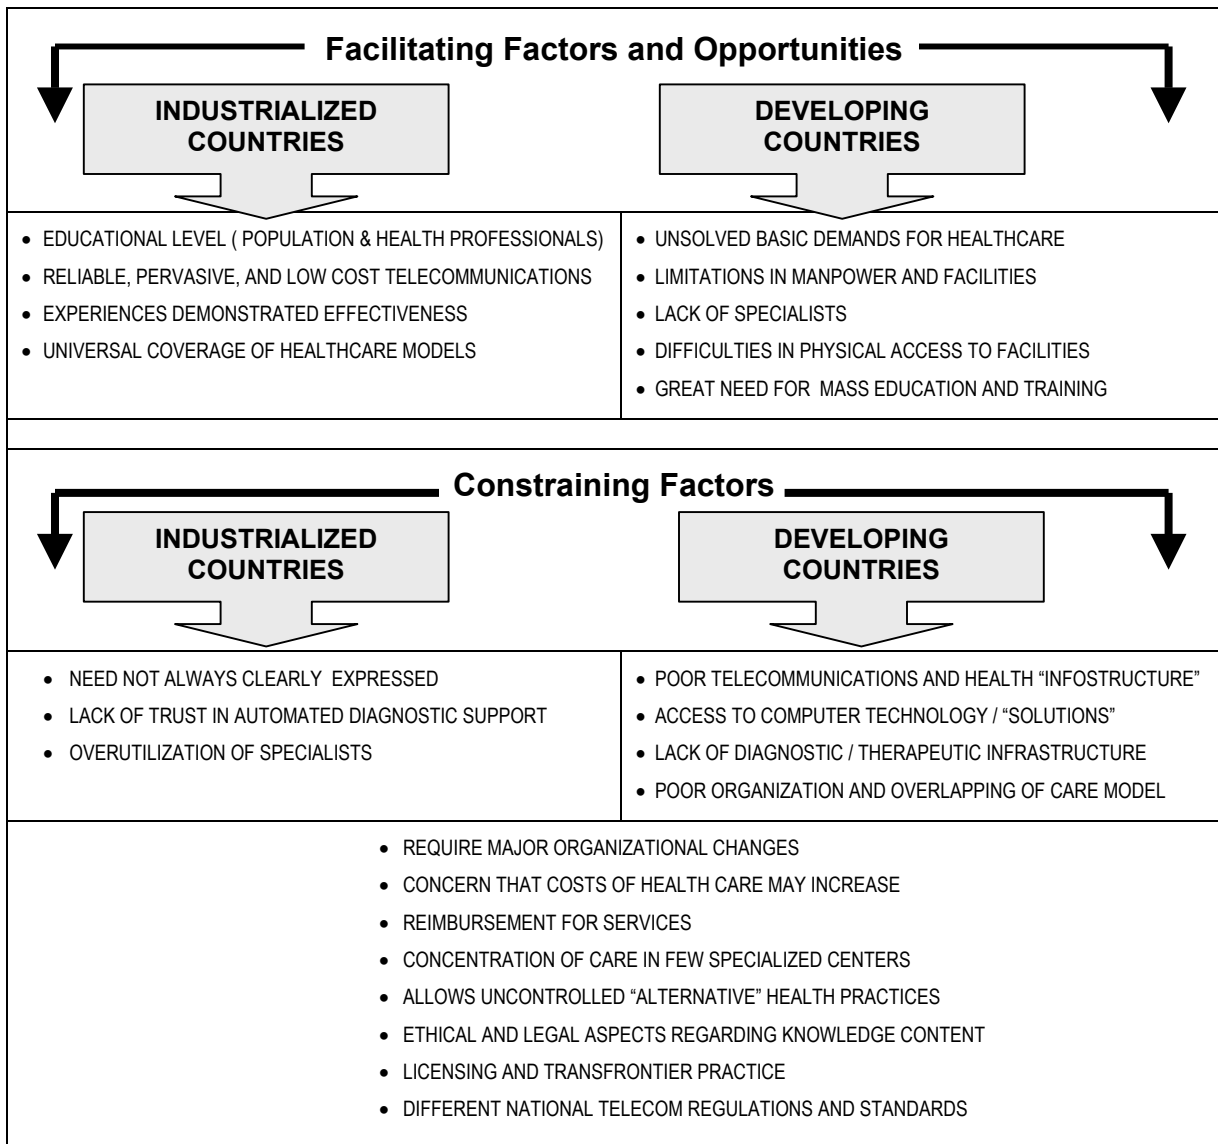 Facilitating Factors and Opportunities
INDUSTRIALIZED
COUNTRIES
DEVELOPING
COUNTRIES
• EDUCATIONAL LEVEL ( POPULATION & HEALTH PROFESSIONALS)
• RELIABLE, PERVASIVE, AND LOW COST TELECOMMUNICATIONS
• EXPERIENCES DEMONSTRATED EFFECTIVENESS
• UNIVERSAL COVERAGE OF HEALTHCARE MODELS
• UNSOLVED BASIC DEMANDS FOR HEALTHCARE
• LIMITATIONS IN MANPOWER AND FACILITIES
• LACK OF SPECIALISTS
• DIFFICULTIES IN PHYSICAL ACCESS TO FACILITIES
• GREAT NEED FOR MASS EDUCATION AND TRAINING
Constraining Factors
INDUSTRIALIZED
COUNTRIES
DEVELOPING
COUNTRIES
• NEED NOT ALWAYS CLEARLY EXPRESSED
• LACK OF TRUST IN AUTOMATED DIAGNOSTIC SUPPORT
• OVERUTILIZATION OF SPECIALISTS
• POOR TELECOMMUNICATIONS AND HEALTH “INFOSTRUCTURE”
• ACCESS TO COMPUTER TECHNOLOGY / “SOLUTIONS”
• LACK OF DIAGNOSTIC / THERAPEUTIC INFRASTRUCTURE
• POOR ORGANIZATION AND OVERLAPPING OF CARE MODEL
• REQUIRE MAJOR ORGANIZATIONAL CHANGES
• CONCERN THAT COSTS OF HEALTH CARE MAY INCREASE
• REIMBURSEMENT FOR SERVICES
• CONCENTRATION OF CARE IN FEW SPECIALIZED CENTERS
• ALLOWS UNCONTROLLED “ALTERNATIVE” HEALTH PRACTICES
• ETHICAL AND LEGAL ASPECTS REGARDING KNOWLEDGE CONTENT
• LICENSING AND TRANSFRONTIER PRACTICE
• DIFFERENT NATIONAL TELECOM REGULATIONS AND STANDARDS